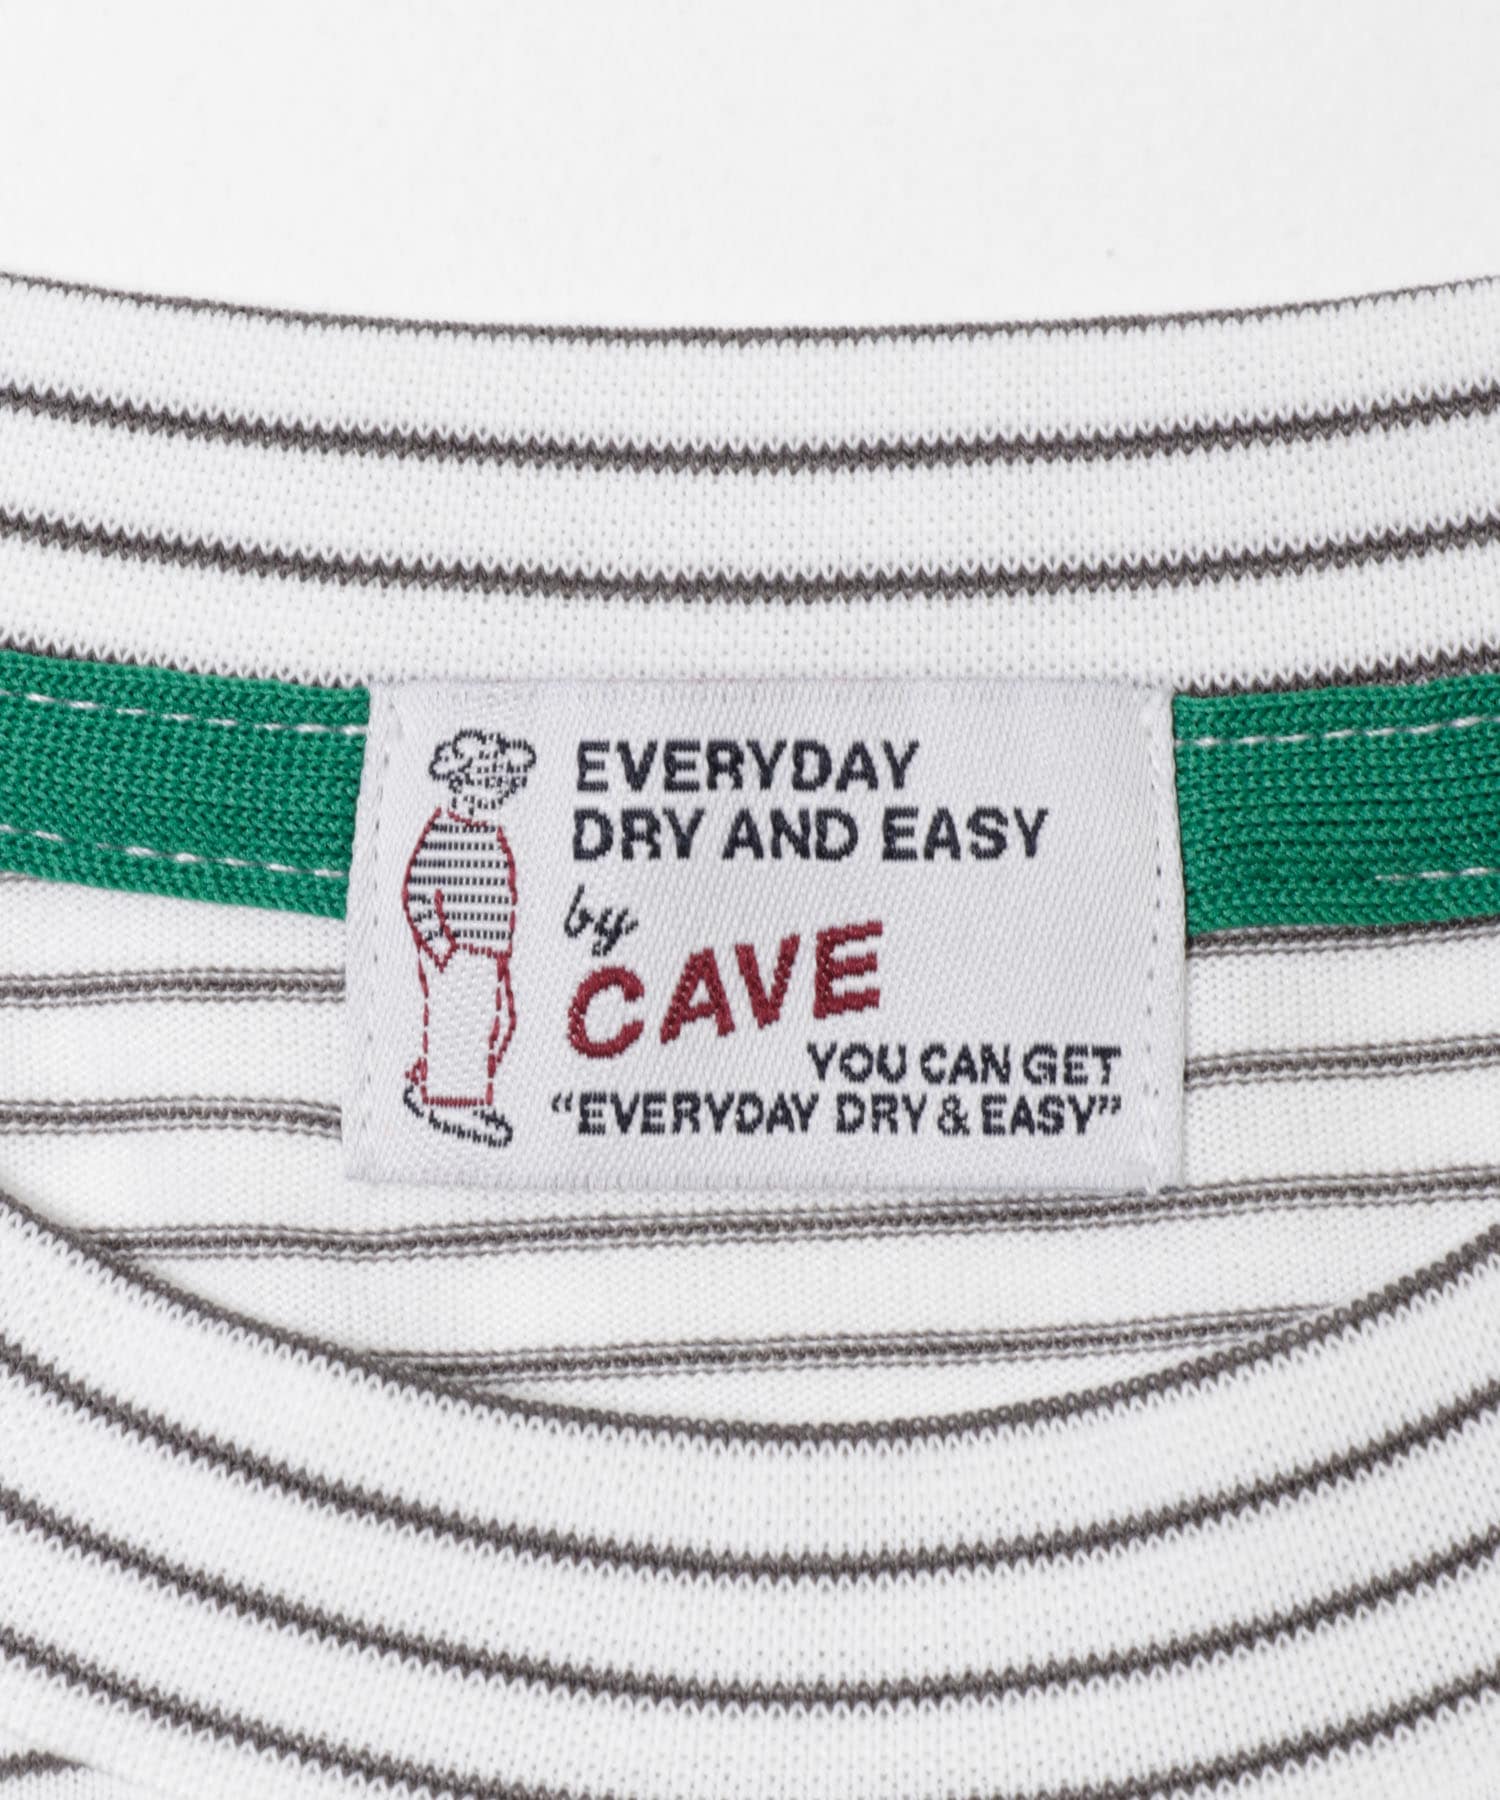 EVERYDAY
DRY AND EASY
by
CAVE
YOU CAN GET
“EVERYDAY DRY & EASY”